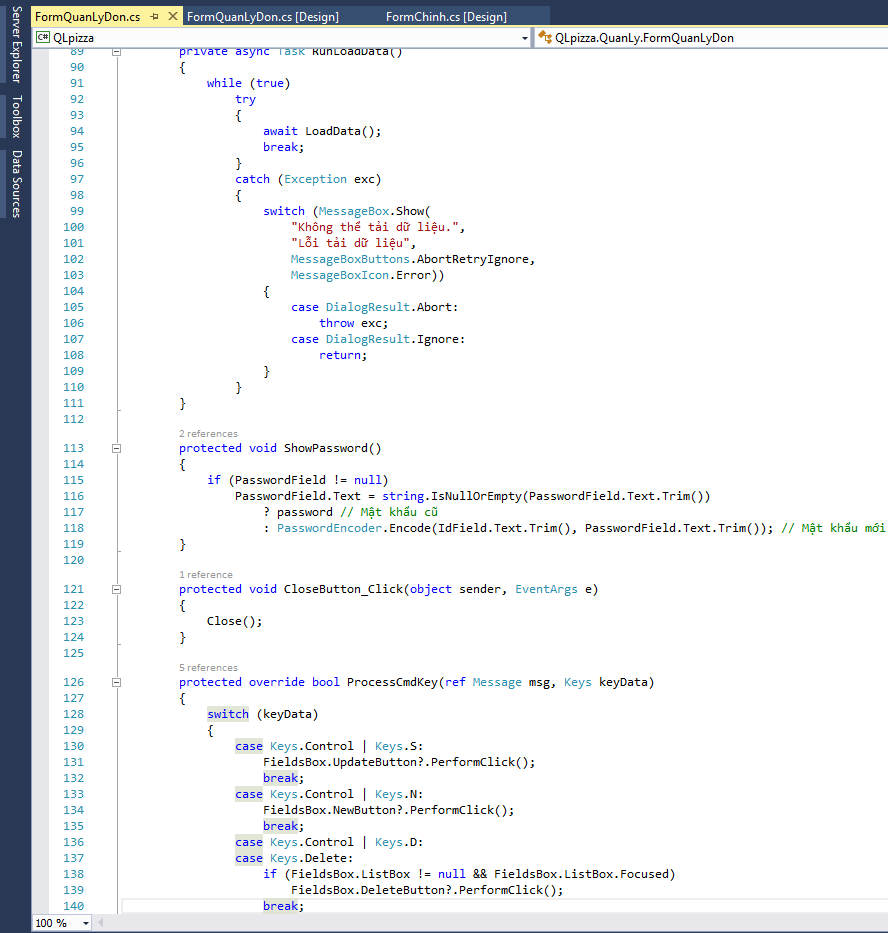 FormQuanLyDon.cs
FormQuanLyDon.cs [Design]
FormChinh.cs [Design]
QLpizza
QLpizza.QuanLy.FormQuanLyDon
Server Explorer
Toolbox
Data Sources
89 private async Task RunLoadData()
90 {
91 while (true)
92 try
93 {
94 await LoadData();
95 break;
96 }
97 catch (Exception exc)
98 {
99 switch (MessageBox.Show(
100 "Không thể tải dữ liệu.",
101 "Lỗi tải dữ liệu",
102 MessageBoxButtons.AbortRetryIgnore,
103 MessageBoxIcon.Error))
104 {
105 case DialogResult.Abort:
106 throw exc;
107 case DialogResult.Ignore:
108 return;
109 }
110 }
111 }
112
2 references
113 protected void ShowPassword()
114 {
115 if (PasswordField != null)
116 PasswordField.Text = string.IsNullOrEmpty(PasswordField.Text.Trim())
117 ? password // Mật khẩu cũ
118 : PasswordEncoder.Encode(IdField.Text.Trim(), PasswordField.Text.Trim()); // Mật khẩu mới
119 }
120
1 reference
121 protected void CloseButton_Click(object sender, EventArgs e)
122 {
123 Close();
124 }
125
5 references
126 protected override bool ProcessCmdKey(ref Message msg, Keys keyData)
127 {
128 switch (keyData)
129 {
130 case Keys.Control | Keys.S:
131 FieldsBox.UpdateButton?.PerformClick();
132 break;
133 case Keys.Control | Keys.N:
134 FieldsBox.NewButton?.PerformClick();
135 break;
136 case Keys.Control | Keys.D:
137 case Keys.Delete:
138 if (FieldsBox.ListBox != null && FieldsBox.ListBox.Focused)
139 FieldsBox.DeleteButton?.PerformClick();
140 break;
100 %